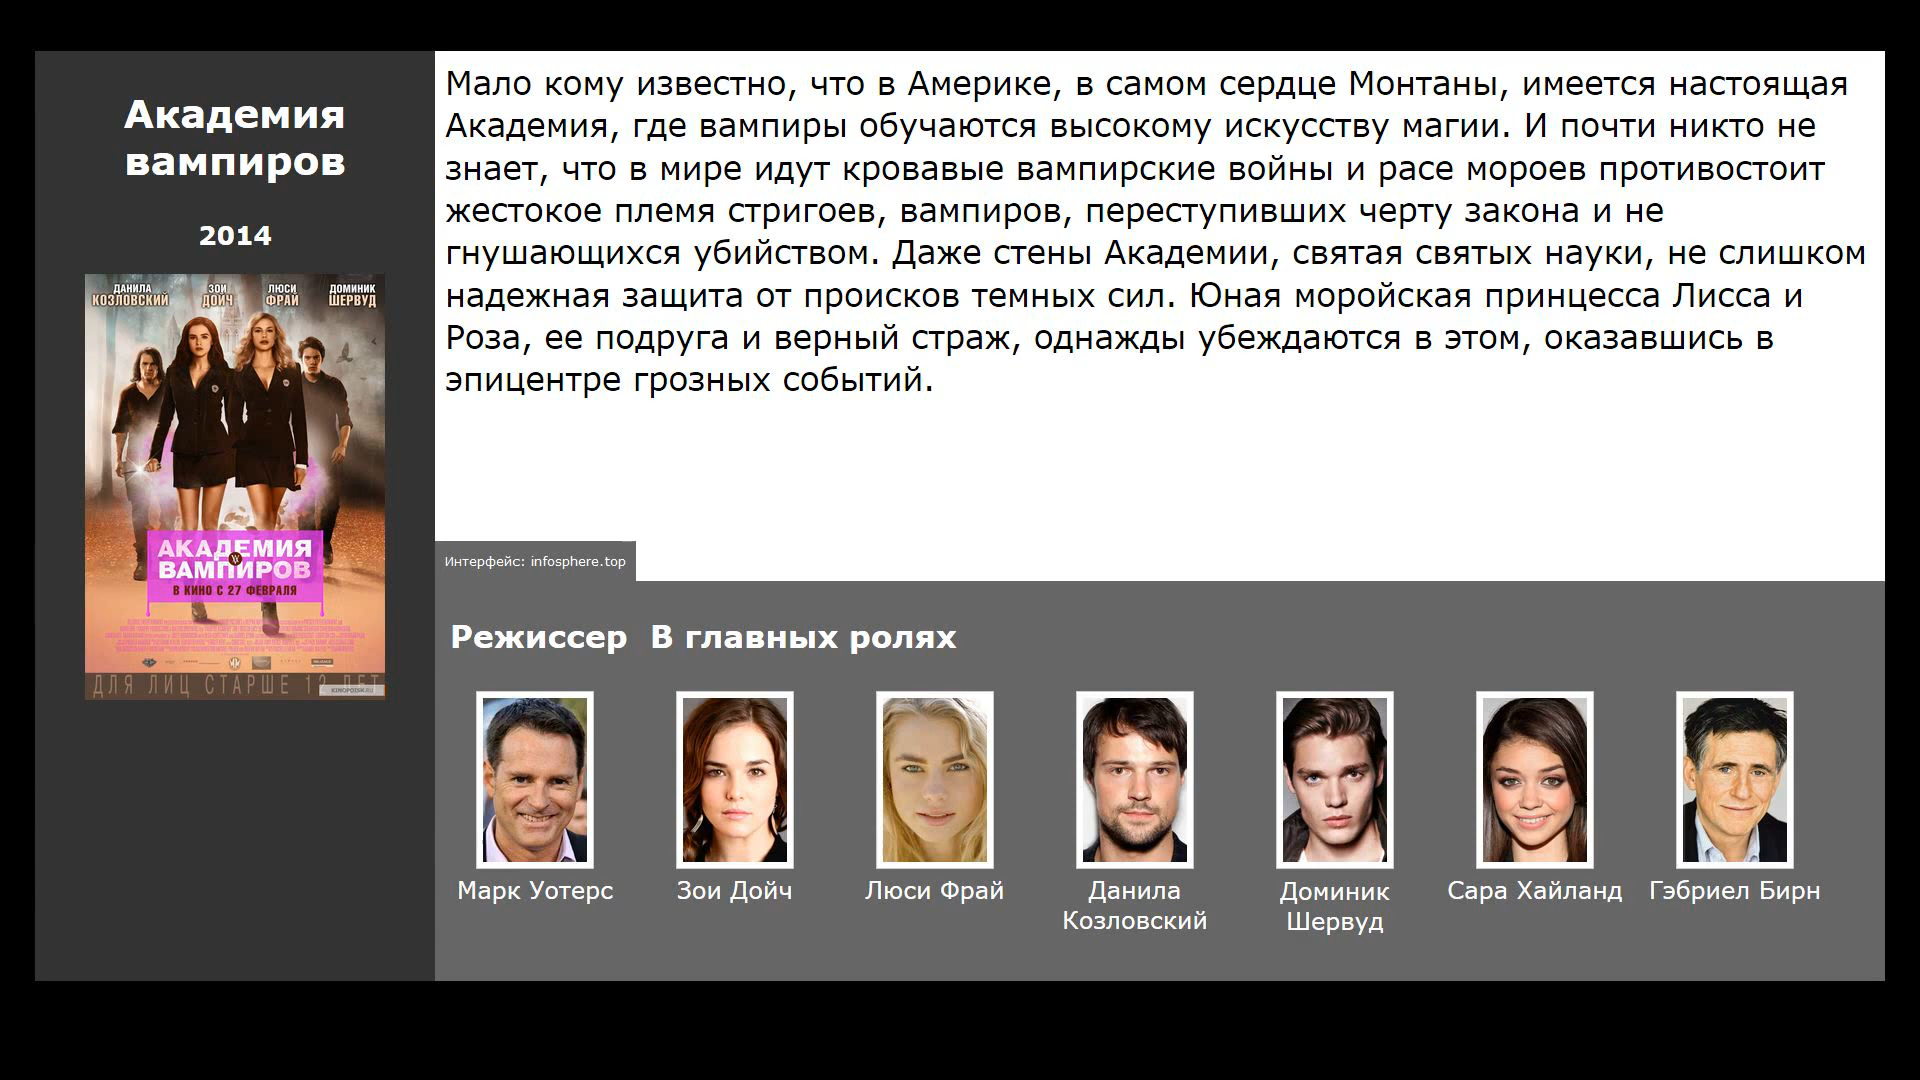 Академия
вампиров
2014
ДАНИЛА
КОЗЛОВСКИЙ
ЗОИ
ДОЙЧ
ЛЮСИ
ФРАЙ
ДОМИНИК
ШЕРВУД
АКАДЕМИЯ
ВАМПИРОВ
В КИНО С 27 ФЕВРАЛЯ
ДЛЯ ЛИЦ СТАРШЕ 12 ЛЕТ
KINOPOISK.RU
Мало кому известно, что в Америке, в самом сердце Монтаны, имеется настоящая
Академия, где вампиры обучаются высокому искусству магии. И почти никто не
знает, что в мире идут кровавые вампирские войны и расе мороев противостоит
жестокое племя стригоев, вампиров, переступивших черту закона и не
гнушающихся убийством. Даже стены Академии, святая святых науки, не слишком
надежная защита от происков темных сил. Юная моройская принцесса Лисса и
Роза, ее подруга и верный страж, однажды убеждаются в этом, оказавшись в
эпицентре грозных событий.
Интерфейс: infosphere.top
Режиссер В главных ролях
Марк Уотерс
Зои Дойч
Люси Фрай
Данила
Козловский
Доминик
Шервуд
Сара Хайланд
Гэбриел Бирн